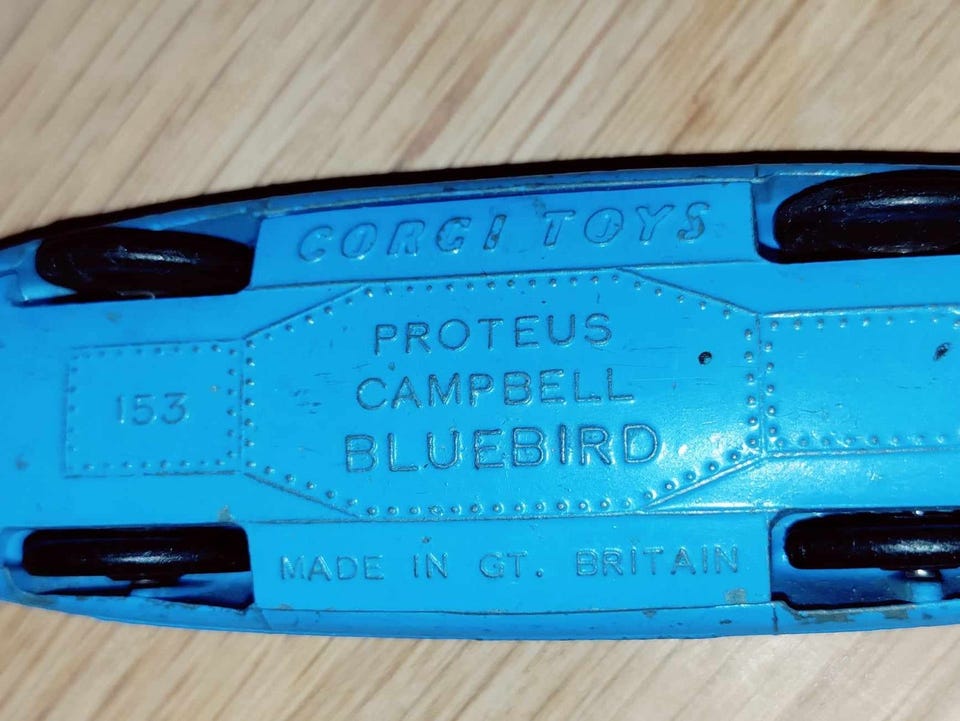 CORGI TOYS
PROTEUS
CAMPBELL
BLUEBIRD
153
MADE IN GT. BRITAIN